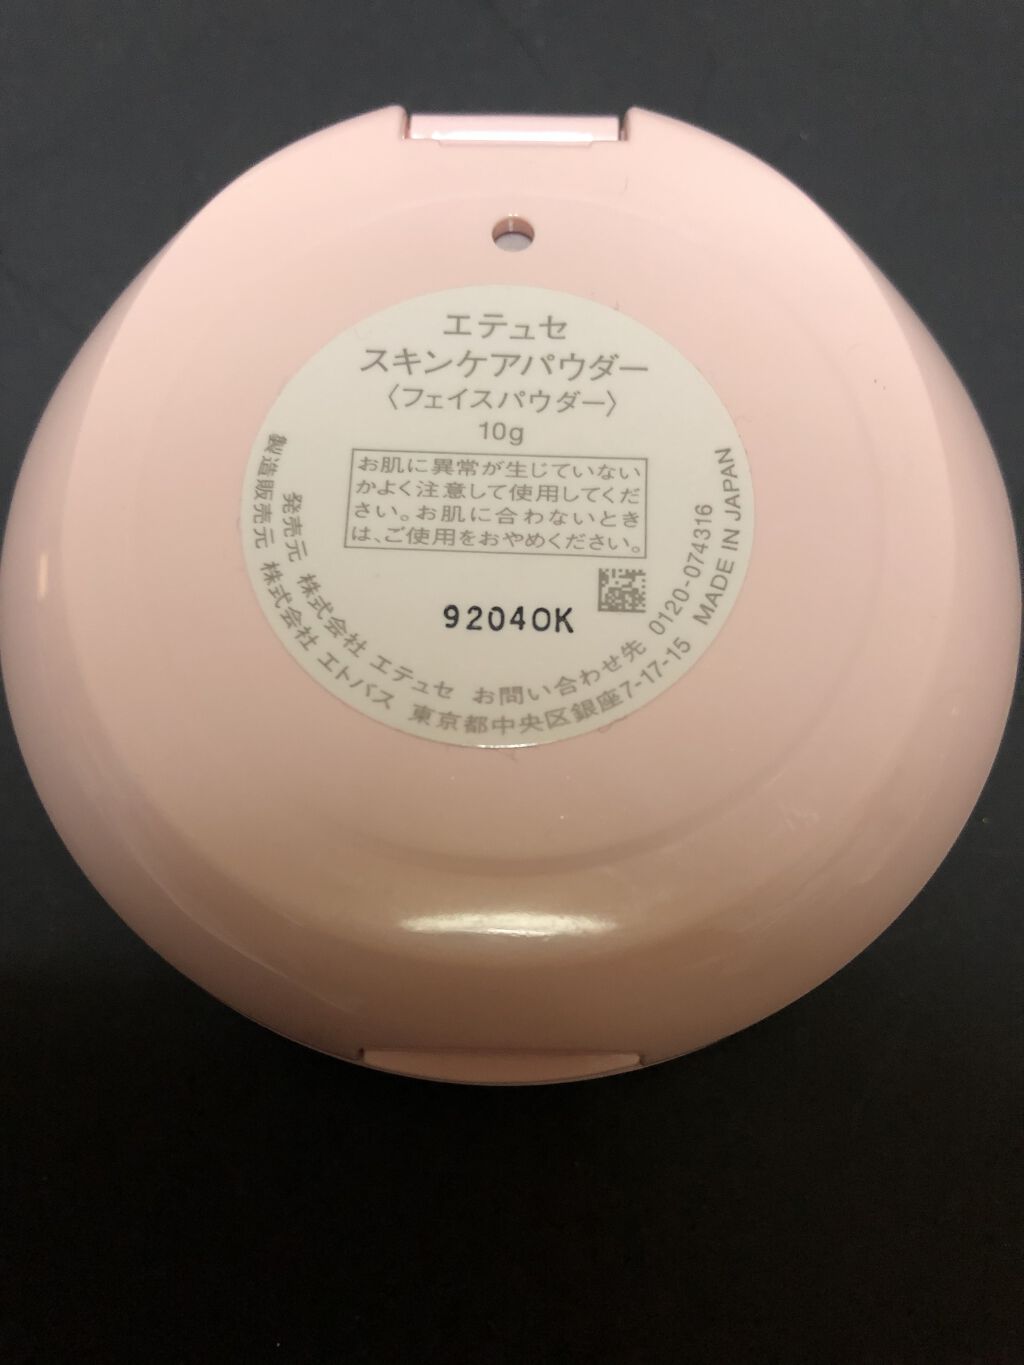 エテュセ
スキンケアパウダー
〈フェイスパウダー〉
10g
お肌に異常が生じていない
かよく注意して使用してくだ
さい。お肌に合わないとき
は、ご使用をおやめください。
92040K
発売元 株式会社 エテュセ お問い合わせ先 0120-074316
製造販売元 株式会社 エトバス 東京都中央区銀座7-17-15 MADE IN JAPAN